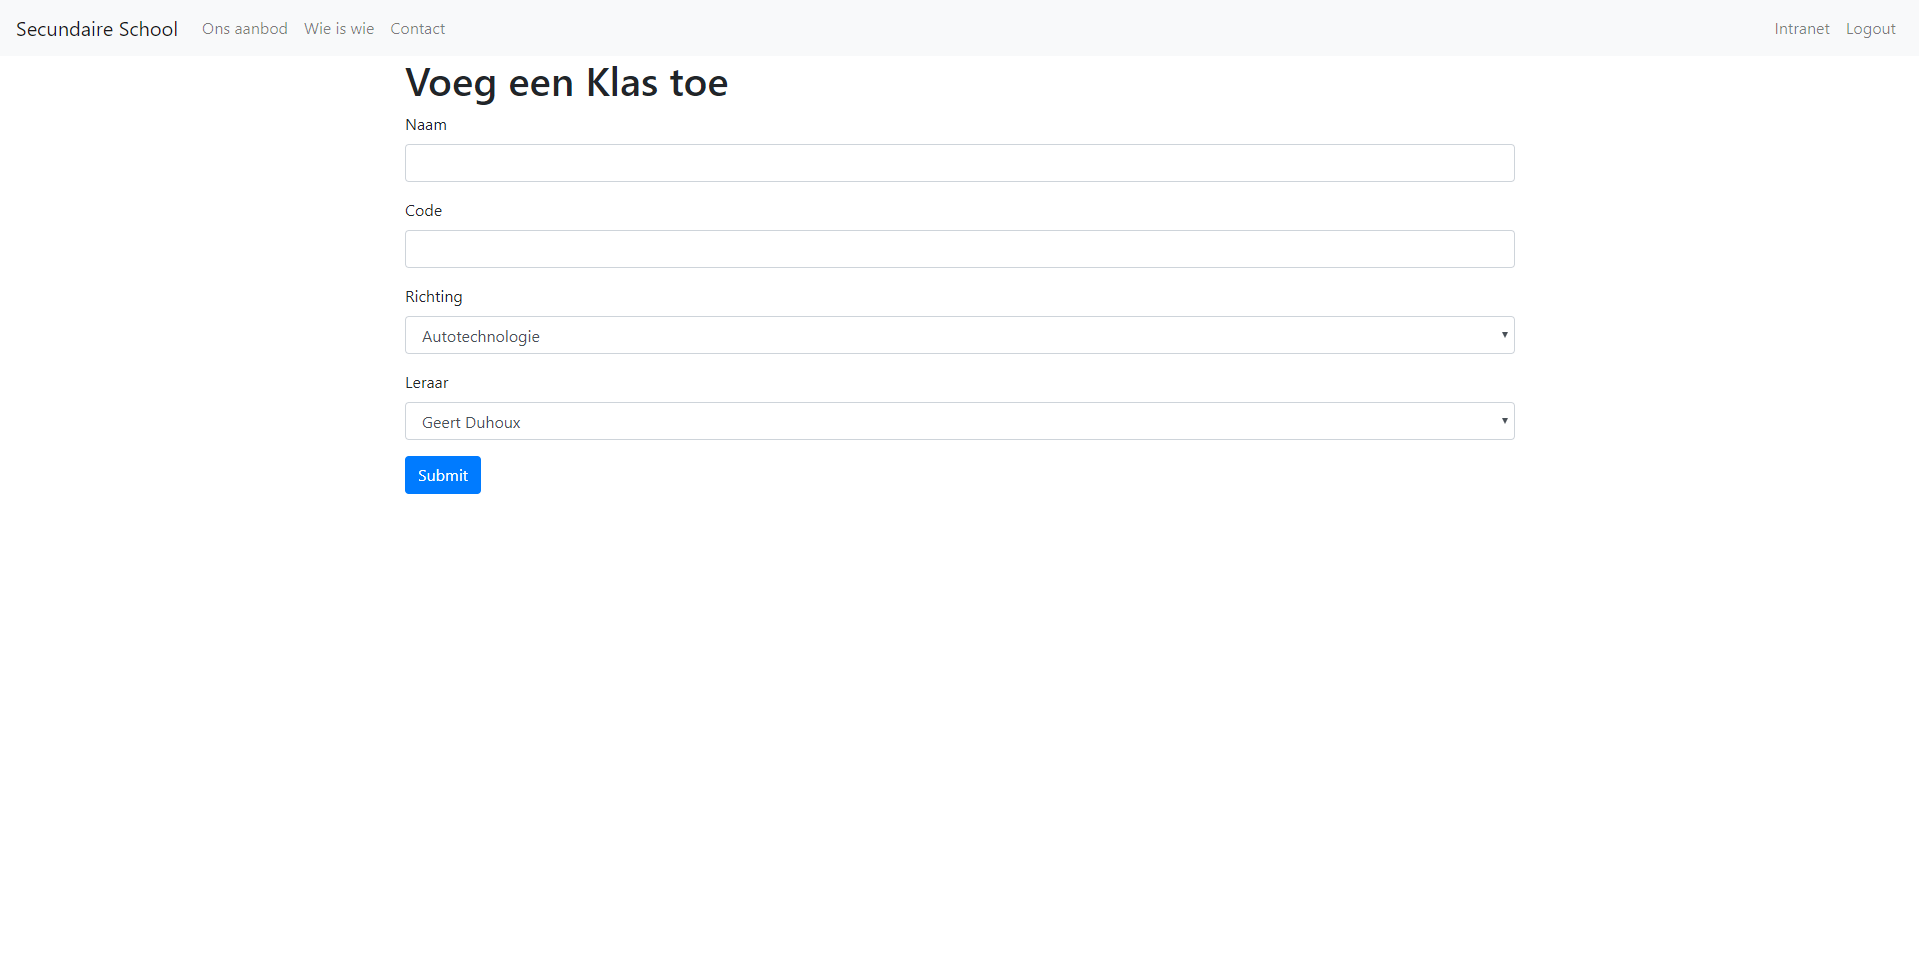 Secundaire School Ons aanbod Wie is wie Contact Intranet Logout
Voeg een Klas toe
Naam
Code
Richting
Autotechnologie
Leraar
Geert Duhoux
Submit